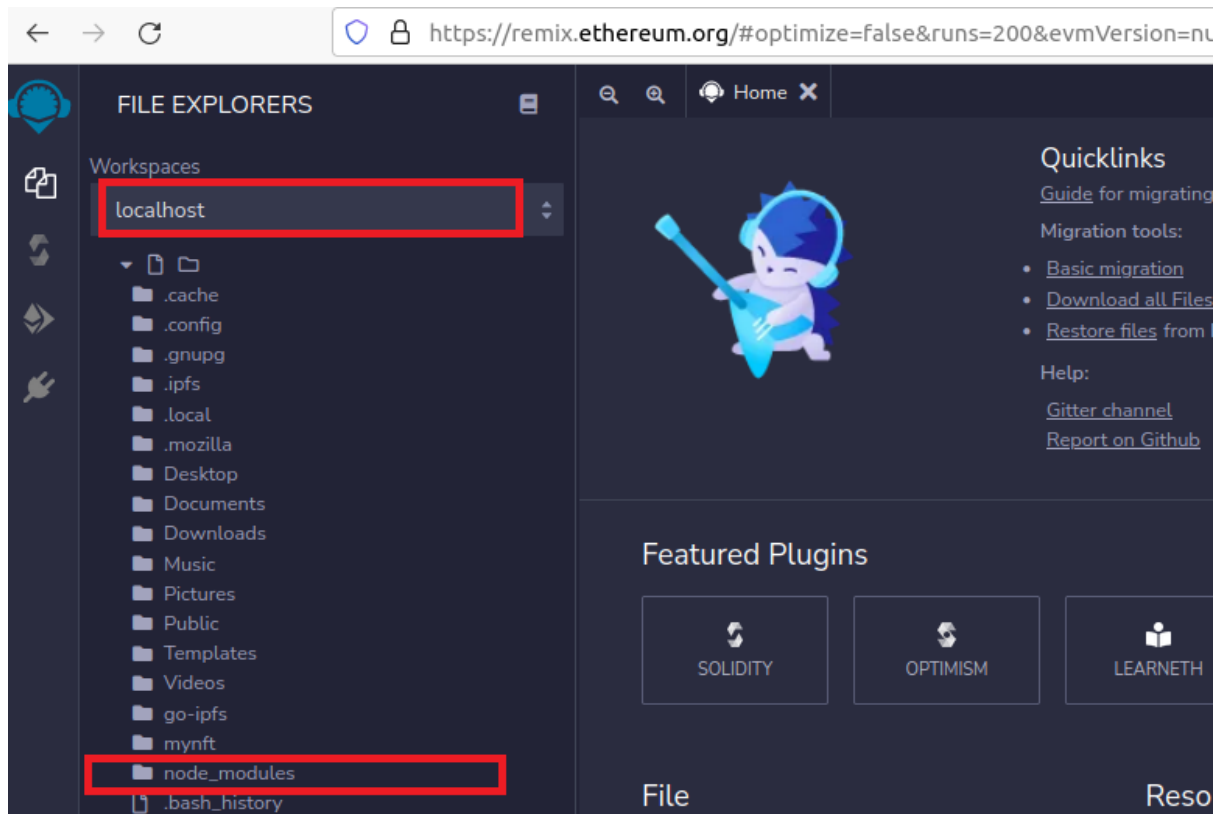 https://remix.ethereum.org/#optimize=false&runs=200&evmVersion=nu
FILE EXPLORERS
Home
Workspaces
localhost
.cache
.config
.gnupg
.ipfs
.local
.mozilla
Desktop
Documents
Downloads
Music
Pictures
Public
Templates
Videos
go-ipfs
mynft
node_modules
.bash_history
Quicklinks
Guide for migrating
Migration tools:
Basic migration
Download all Files
Restore files from
Help:
Gitter channel
Report on Github
Featured Plugins
SOLIDITY
OPTIMISM
LEARNETH
File
Reso